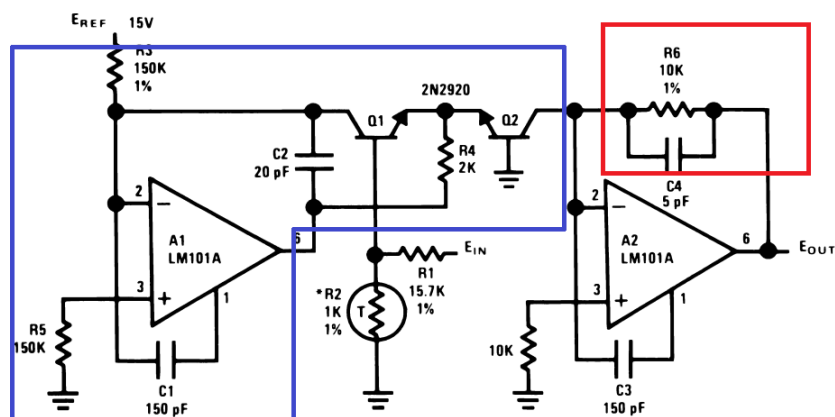 EREF 15V
R3
150K
1%
2N2920
Q1
Q2
C2
20 pF
R4
2K
R6
10K
1%
C4
5 pF
2
A1
LM101A
6
3
1
R5
150K
C1
150 pF
EIN
R1
15.7K
1%
*R2
1K
1%
T
2
A2
LM101A
6
EOUT
3
1
10K
C3
150 pF